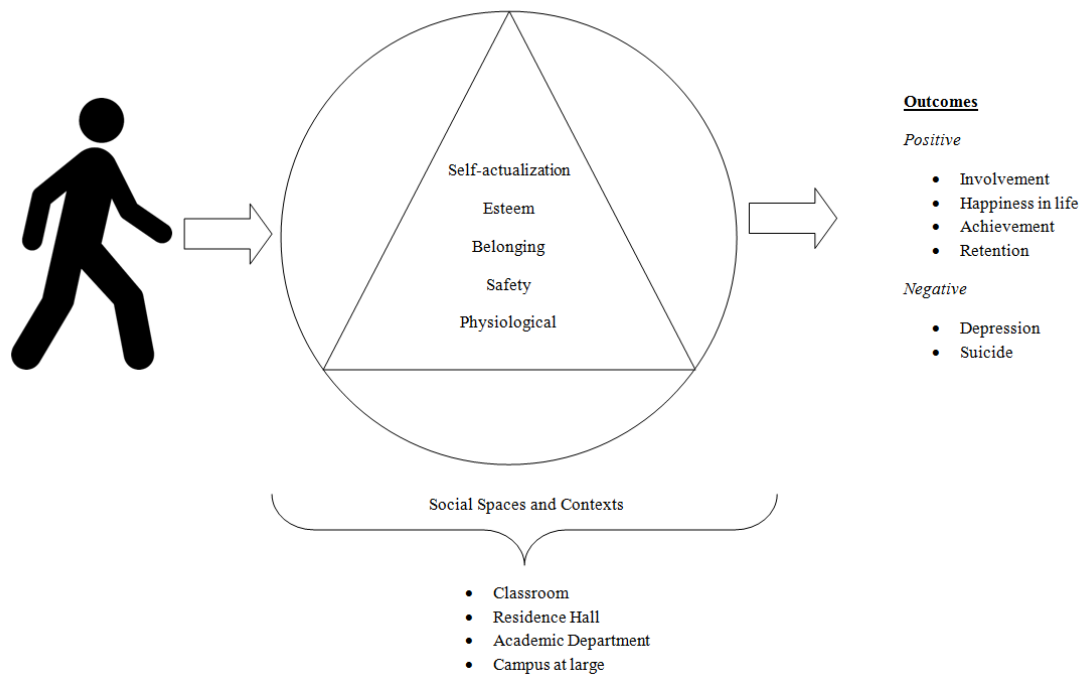 Self-actualization
Esteem
Belonging
Safety
Physiological
Social Spaces and Contexts
• Classroom
• Residence Hall
• Academic Department
• Campus at large
Outcomes
Positive
• Involvement
• Happiness in life
• Achievement
• Retention
Negative
• Depression
• Suicide